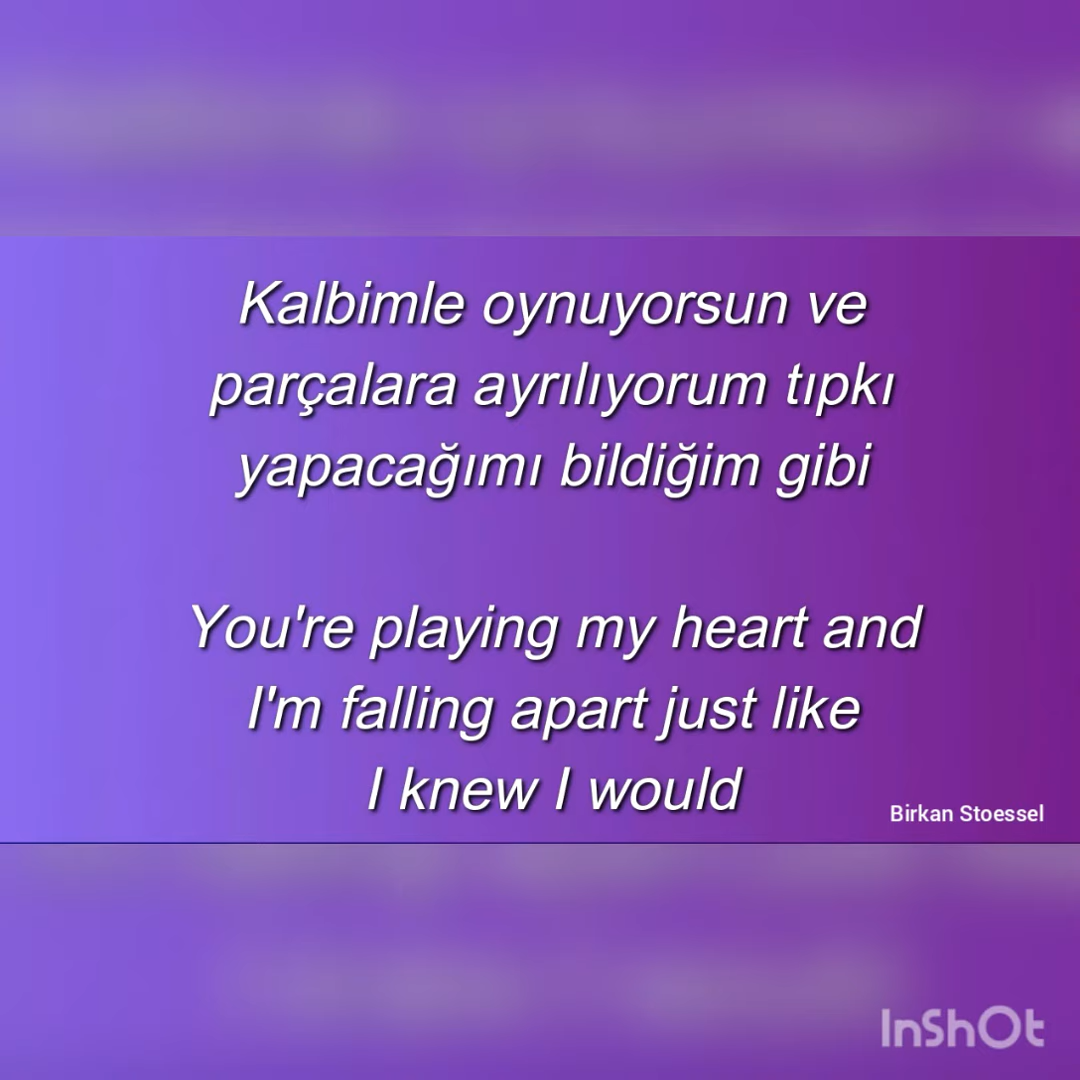 Kalbimle oynuyorsun ve
parçalara ayrılıyorum tıpkı
yapacağımı bildiğim gibi
You're playing my heart and
I'm falling apart just like
I knew I would
Birkan Stoessel
InShOt